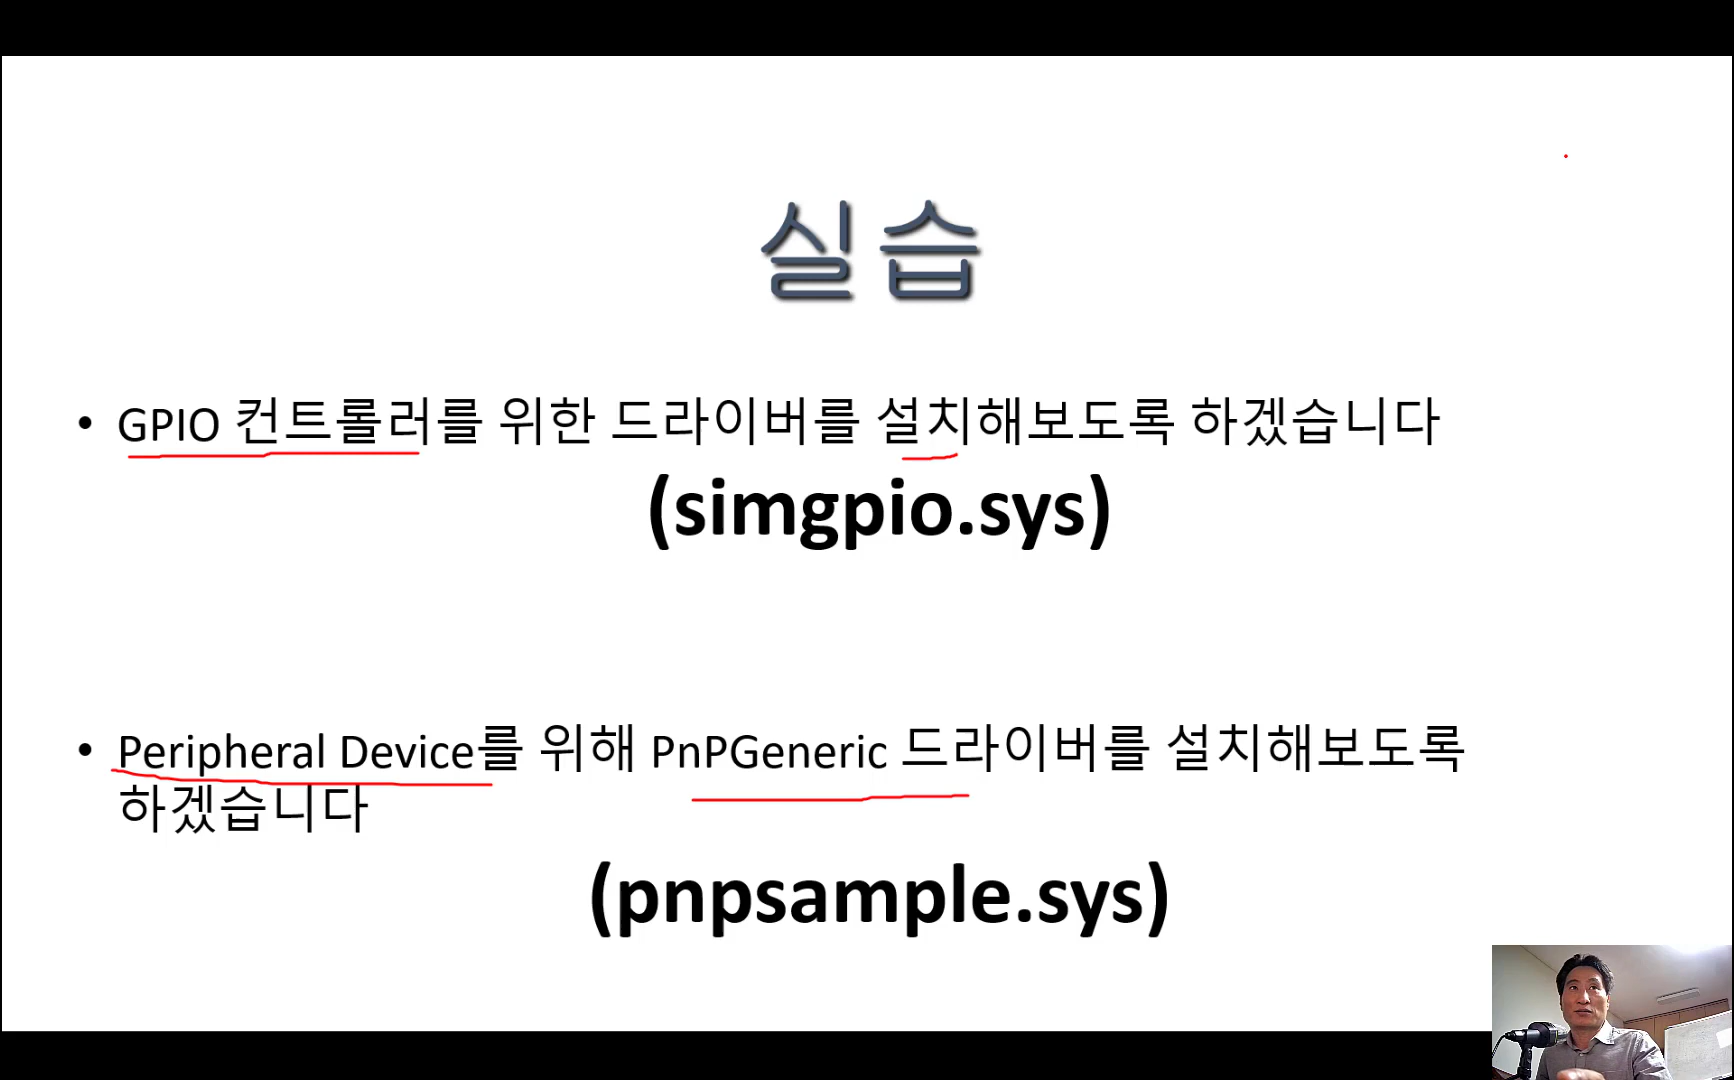 실습
• GPIO 컨트롤러를 위한 드라이버를 설치해보도록 하겠습니다
(simgpio.sys)
• Peripheral Device를 위해 PnPGeneric 드라이버를 설치해보도록
하겠습니다
(pnpsample.sys)